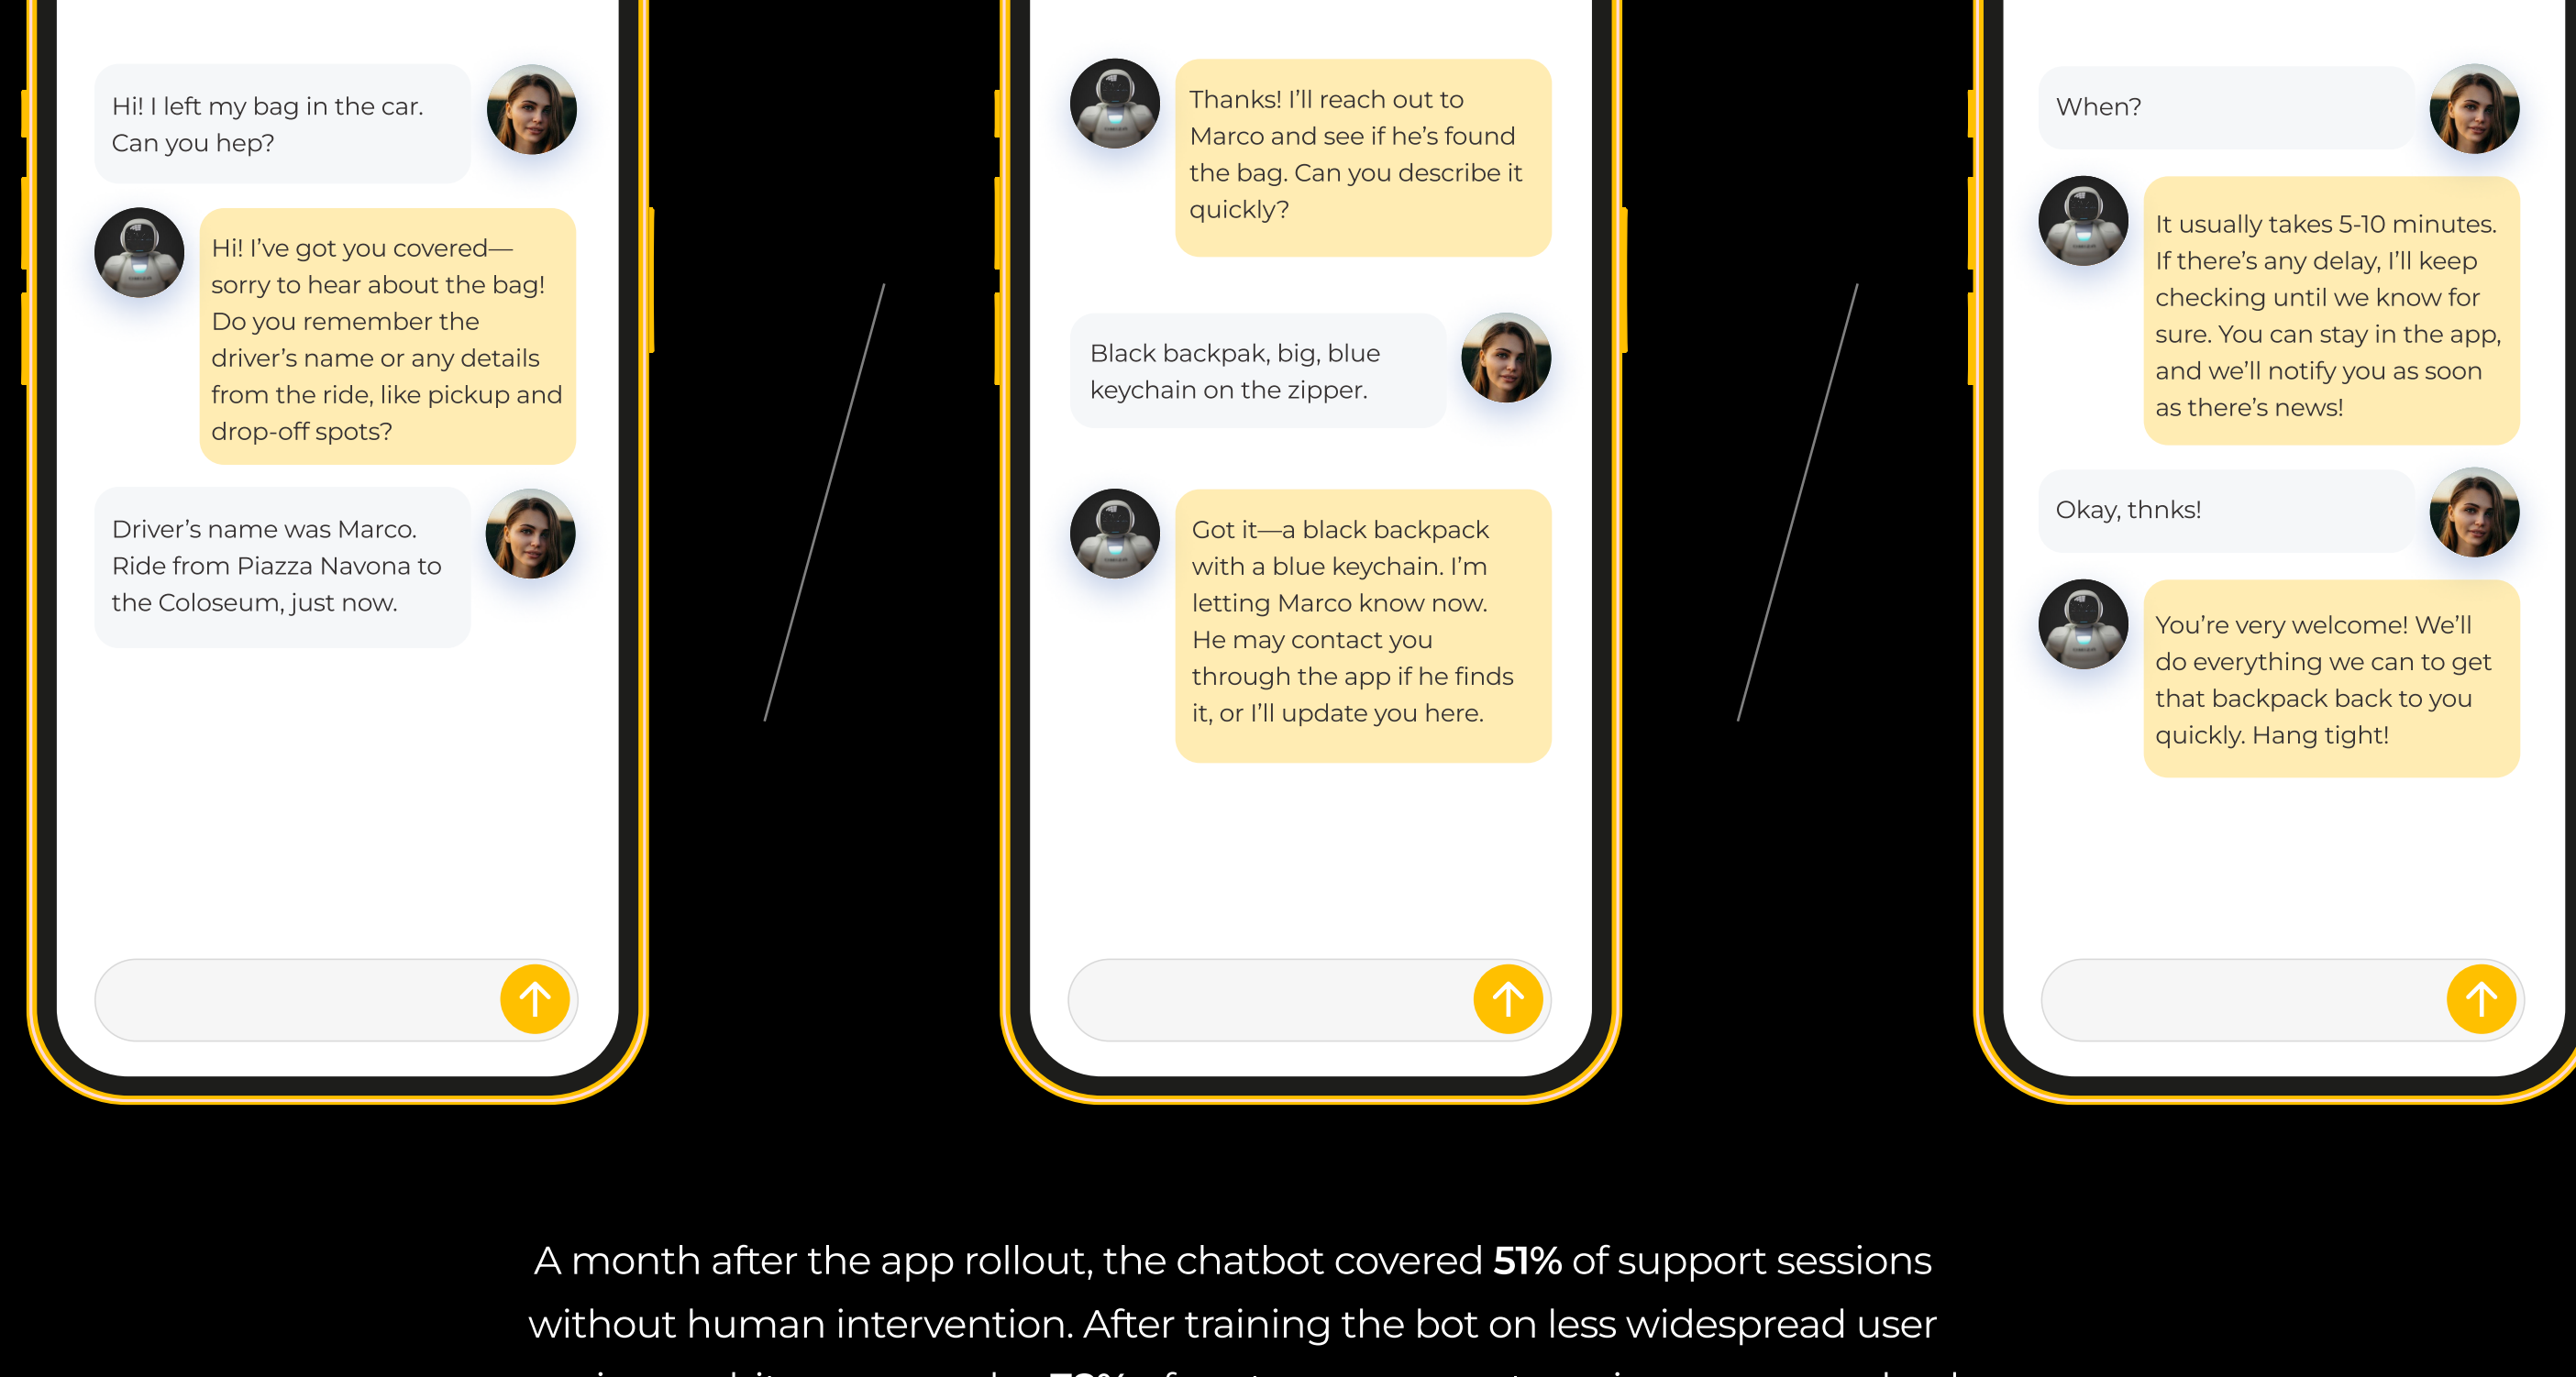 Hi! I left my bag in the car.
Can you hep?
Hi! I’ve got you covered—
sorry to hear about the bag!
Do you remember the
driver’s name or any details
from the ride, like pickup and
drop-off spots?
Driver’s name was Marco.
Ride from Piazza Navona to
the Coloseum, just now.
Thanks! I’ll reach out to
Marco and see if he’s found
the bag. Can you describe it
quickly?
Black backpak, big, blue
keychain on the zipper.
Got it—a black backpack
with a blue keychain. I’m
letting Marco know now.
He may contact you
through the app if he finds
it, or I’ll update you here.
When?
It usually takes 5-10 minutes.
If there’s any delay, I’ll keep
checking until we know for
sure. You can stay in the app,
and we’ll notify you as soon
as there’s news!
Okay, thnks!
You’re very welcome! We’ll
do everything we can to get
that backpack back to you
quickly. Hang tight!
A month after the app rollout, the chatbot covered 51% of support sessions
without human intervention. After training the bot on less widespread user